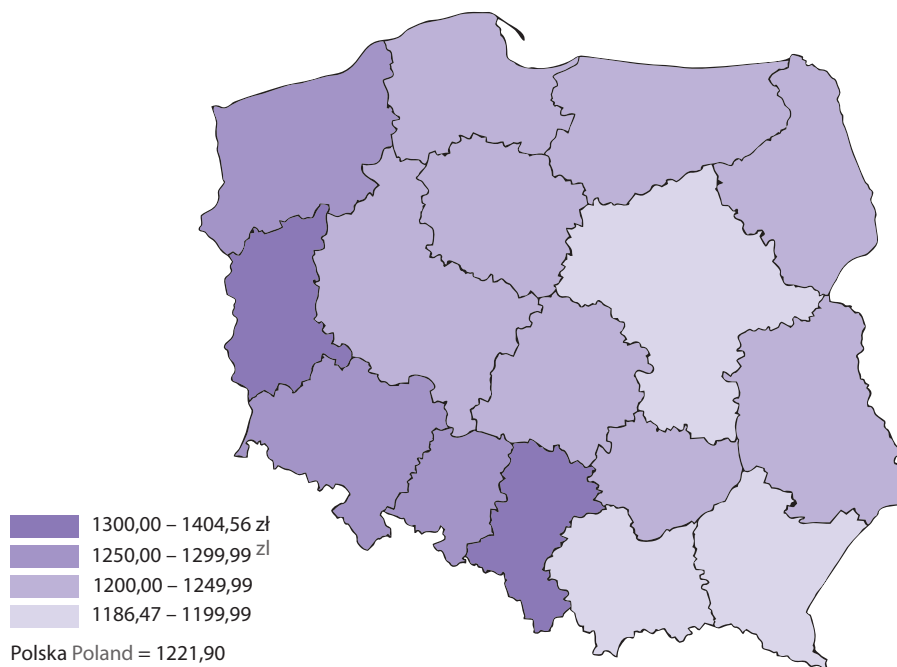 1300,00 – 1404,56 zł
1250,00 – 1299,99 zl
1200,00 – 1249,99
1186,47 – 1199,99
Polska Poland = 1221,90